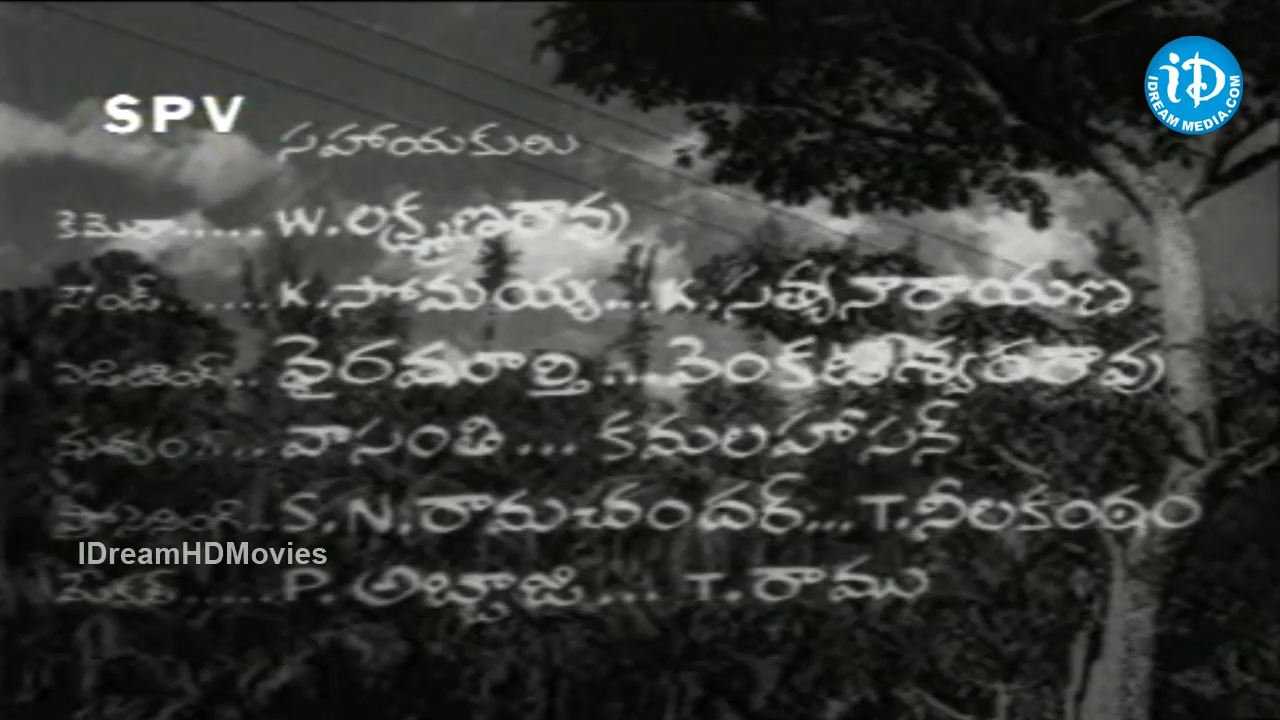 SPV
సహాయకులు
కెమెరా..... W. లక్ష్మణరావు
సౌండ్.......K. సోమయ్య...K. సత్యనారాయణ
ఎడిటింగ్.. వైరమూర్తి....వెంకటేశ్వరరావు
నృత్యం.... వాసంతి... కమలహాసన్
ప్రాసెసింగ్..S.N. రామచందర్...T. నీలకంఠం
మేకప్.......P. అబ్బాజి... T. రాము
iD
IDREAM MEDIA.COM
IDreamHDMovies